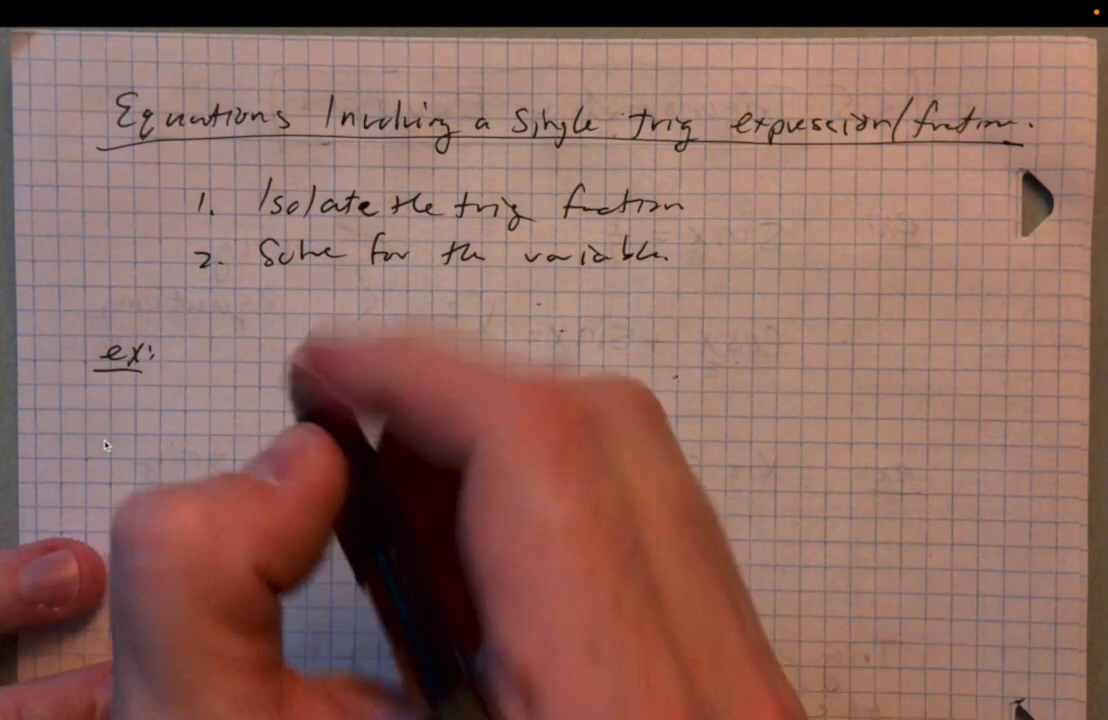 Equations Involving a Single trig expression/function.
1. Isolate the trig function
2. Solve for the variable.
ex: